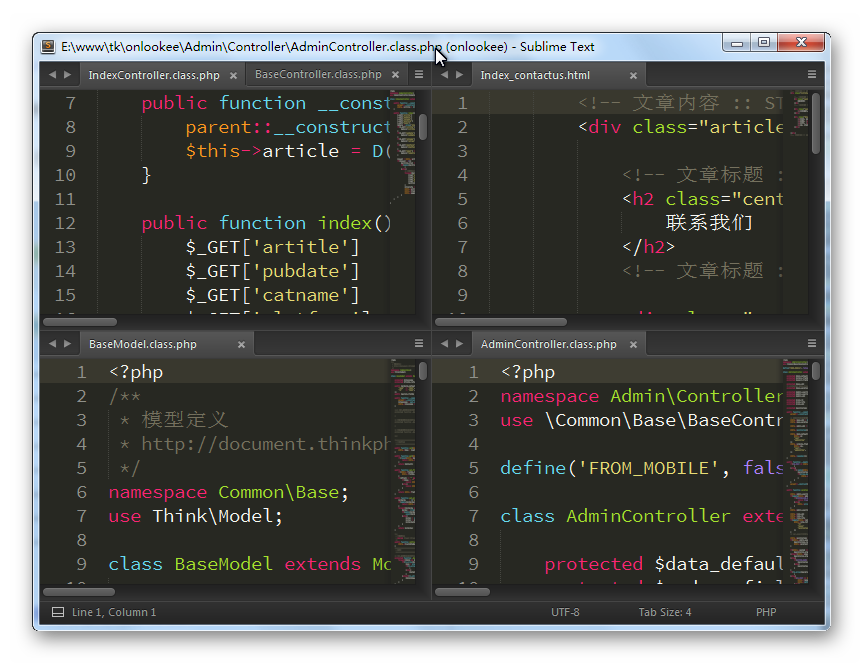 E:\www\tk\onlookee\Admin\Controller\AdminController.class.php (onlookee) - Sublime Text
IndexController.class.php × BaseController.class.php ×
7 public function __const
8 parent::__construct
9 $this->article = D(
10 }
11
12 public function index()
13 $_GET['artitle']
14 $_GET['pubdate']
15 $_GET['catname']
Index_contactus.html ×
1 <!-- 文章内容 :: ST
2 <div class="article
3
4 <!-- 文章标题 :
5 <h2 class="cent
6 联系我们
7 </h2>
8 <!-- 文章标题 :
9
BaseModel.class.php ×
1 <?php
2 /**
3 * 模型定义
4 * http://document.thinkph
5 */
6 namespace Common\Base;
7 use Think\Model;
8
9 class BaseModel extends Mo
AdminController.class.php ×
1 <?php
2 namespace Admin\Controller
3 use \Common\Base\BaseContr
4
5 define('FROM_MOBILE', fals
6
7 class AdminController exte
8
9 protected $data_defaul
Line 1, Column 1 UTF-8 Tab Size: 4 PHP